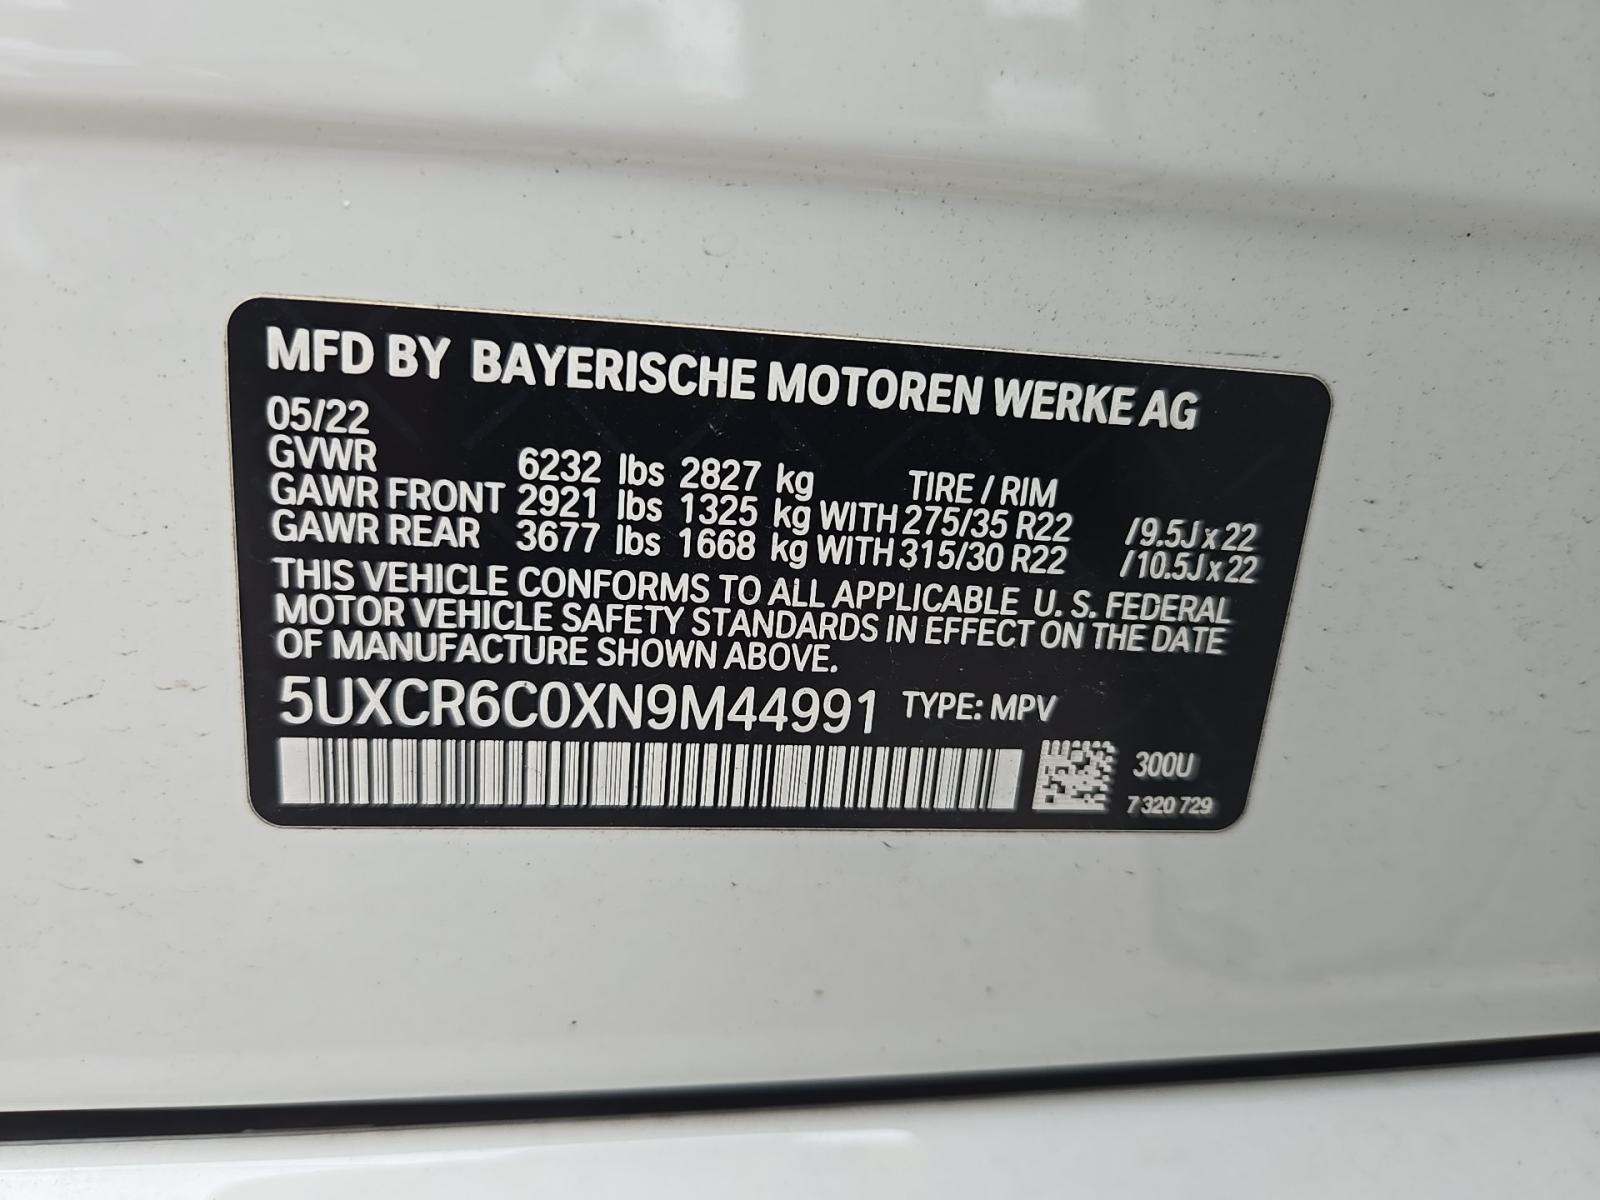 MFD BY BAYERISCHE MOTOREN WERKE AG
05/22
GVWR 6232 lbs 2827 kg TIRE / RIM
GAWR FRONT 2921 lbs 1325 kg WITH 275/35 R22 /9.5J x 22
GAWR REAR 3677 lbs 1668 kg WITH 315/30 R22 /10.5J x 22
THIS VEHICLE CONFORMS TO ALL APPLICABLE U. S. FEDERAL
MOTOR VEHICLE SAFETY STANDARDS IN EFFECT ON THE DATE
OF MANUFACTURE SHOWN ABOVE.
5UXCR6C0XN9M44991 TYPE: MPV
300U
7 320 729